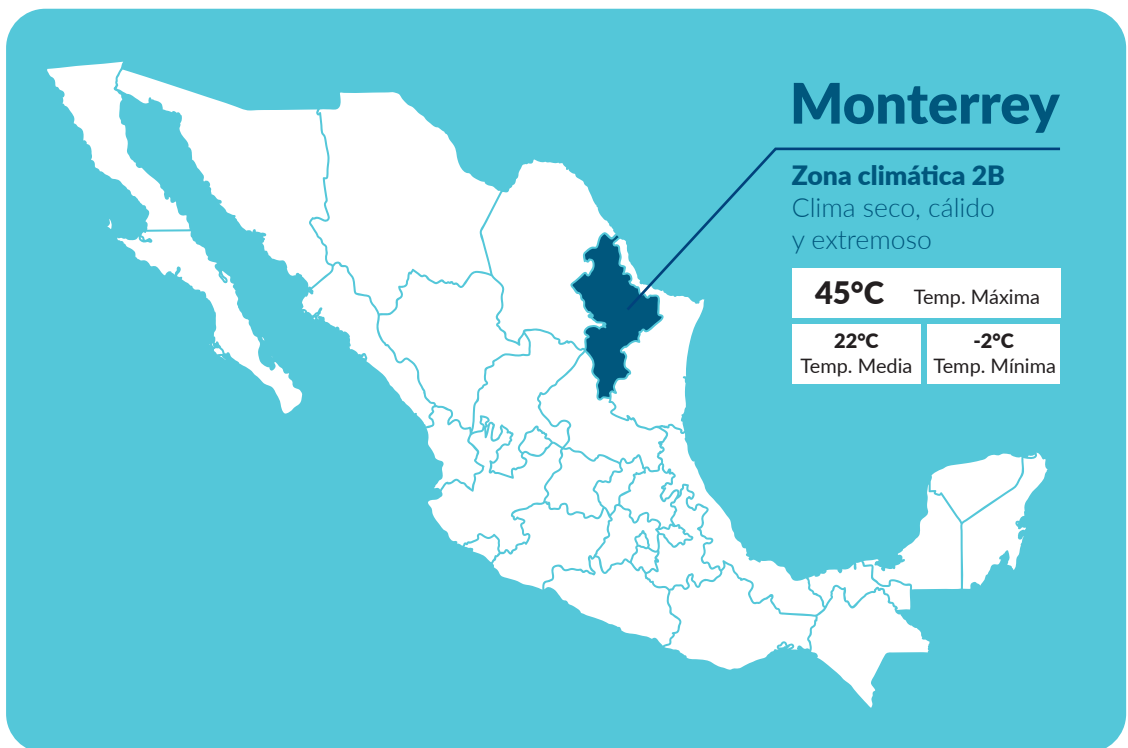 Monterrey
Zona climática 2B
Clima seco, cálido
y extremoso
45°C Temp. Máxima
22°C
Temp. Media
-2°C
Temp. Mínima